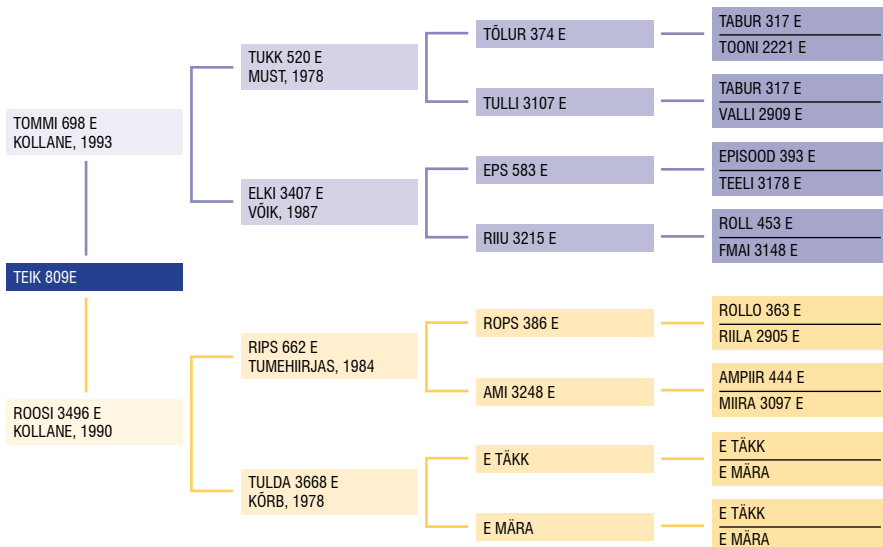 TOMMI 698 E
KOLLANE, 1993
TEIK 809E
ROOSI 3496 E
KOLLANE, 1990
TUKK 520 E
MUST, 1978
ELKI 3407 E
VÕIK, 1987
RIPS 662 E
TUMEHIIRJAS, 1984
TULDA 3668 E
KÕRB, 1978
TÕLUR 374 E
TULLI 3107 E
EPS 583 E
RIIU 3215 E
ROPS 386 E
AMI 3248 E
E TÄKK
E MÄRA
TABUR 317 E
TOONI 2221 E
TABUR 317 E
VALLI 2909 E
EPISOOD 393 E
TEELI 3178 E
ROLL 453 E
FMAI 3148 E
ROLLO 363 E
RIILA 2905 E
AMPIIR 444 E
MIIRA 3097 E
E TÄKK
E MÄRA
E TÄKK
E MÄRA